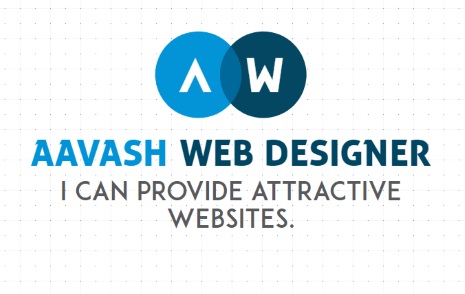 A W
AAVASH WEB DESIGNER
I CAN PROVIDE ATTRACTIVE
WEBSITES.